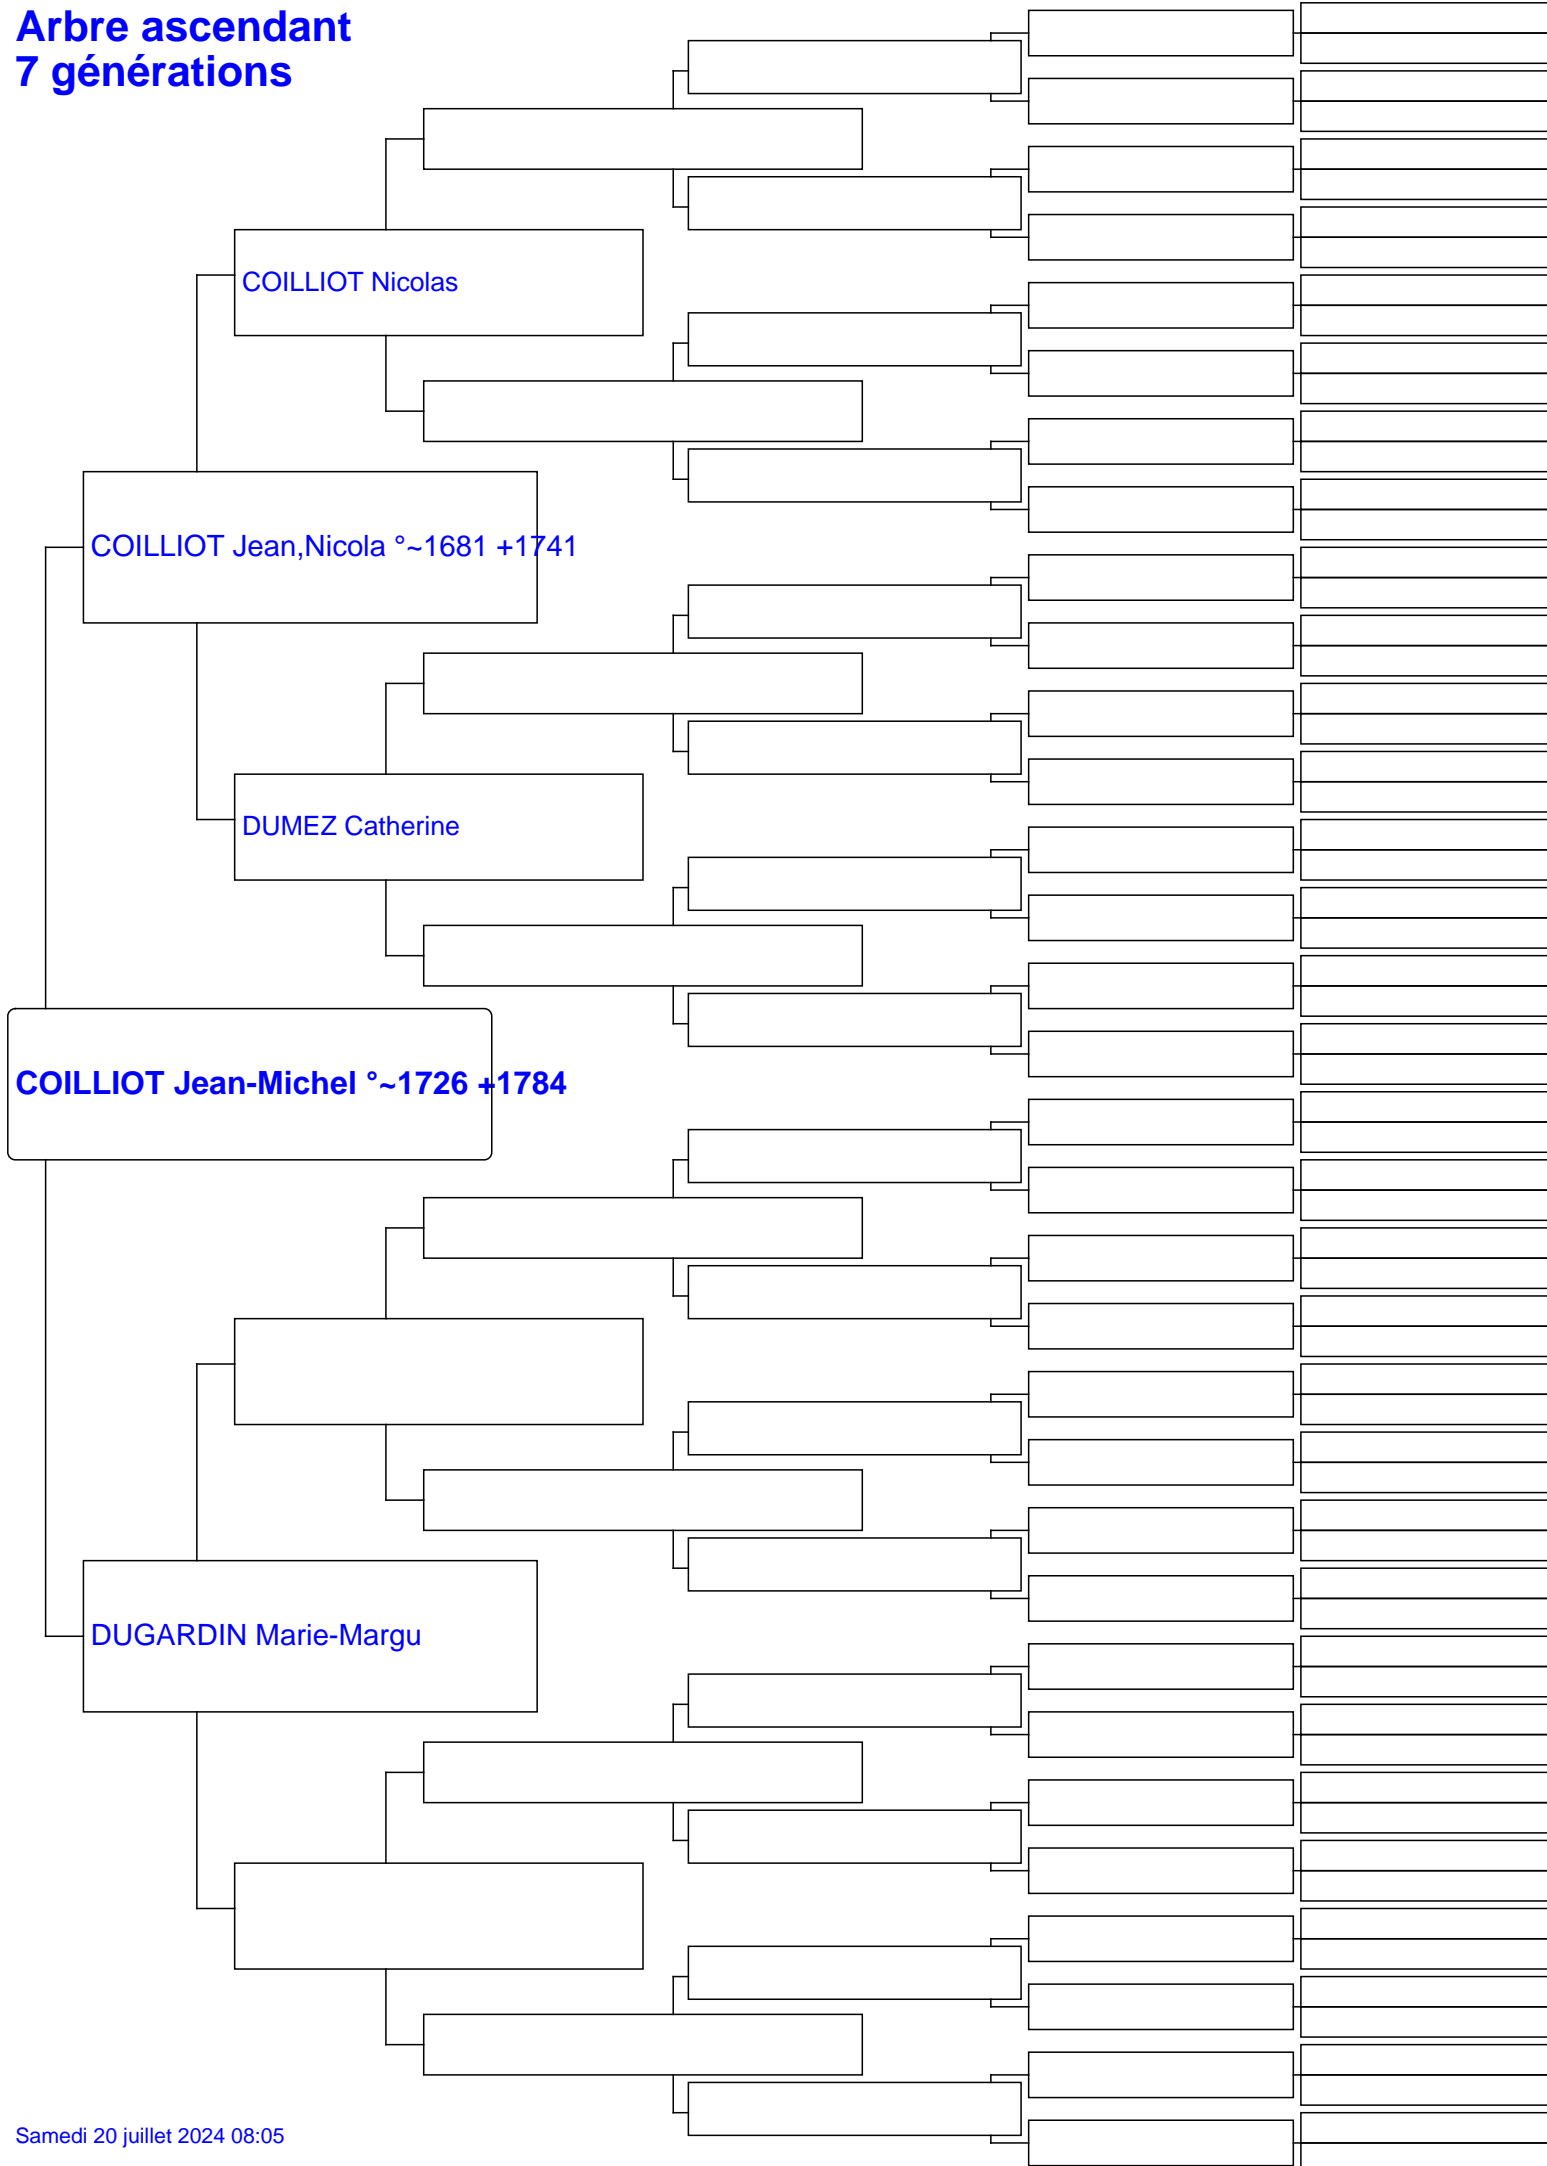 Arbre ascendant
7 générations
COILLIOT Nicolas
COILLIOT Jean,Nicola °~1681 +1741
DUMEZ Catherine
COILLIOT Jean-Michel °~1726 +1784
DUGARDIN Marie-Margu
Samedi 20 juillet 2024 08:05